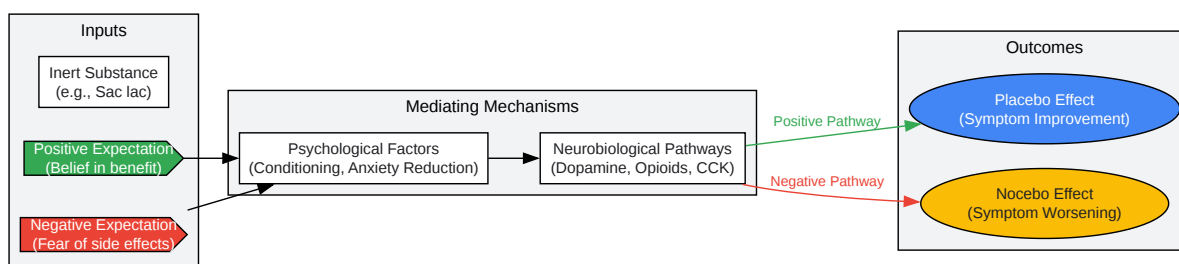 Inputs
Inert Substance
(e.g., Sac lac)
Positive Expectation
(Belief in benefit)
Negative Expectation
(Fear of side effects)
Mediating Mechanisms
Psychological Factors
(Conditioning, Anxiety Reduction)
Neurobiological Pathways
(Dopamine, Opioids, CCK)
Positive Pathway
Negative Pathway
Outcomes
Placebo Effect
(Symptom Improvement)
Nocebo Effect
(Symptom Worsening)